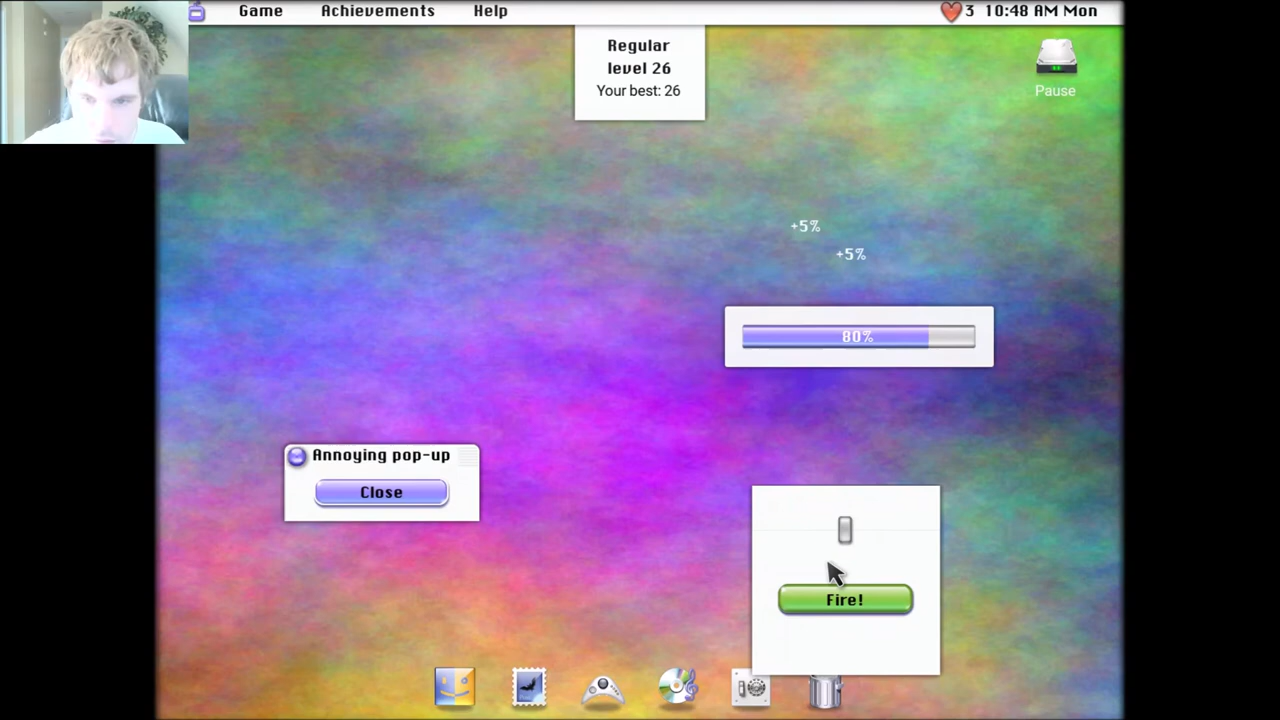 Game Achievements Help 3 10:48 AM Mon
Regular
level 26
Your best: 26
Pause
+5%
+5%
80%
Annoying pop-up
Close
Fire!